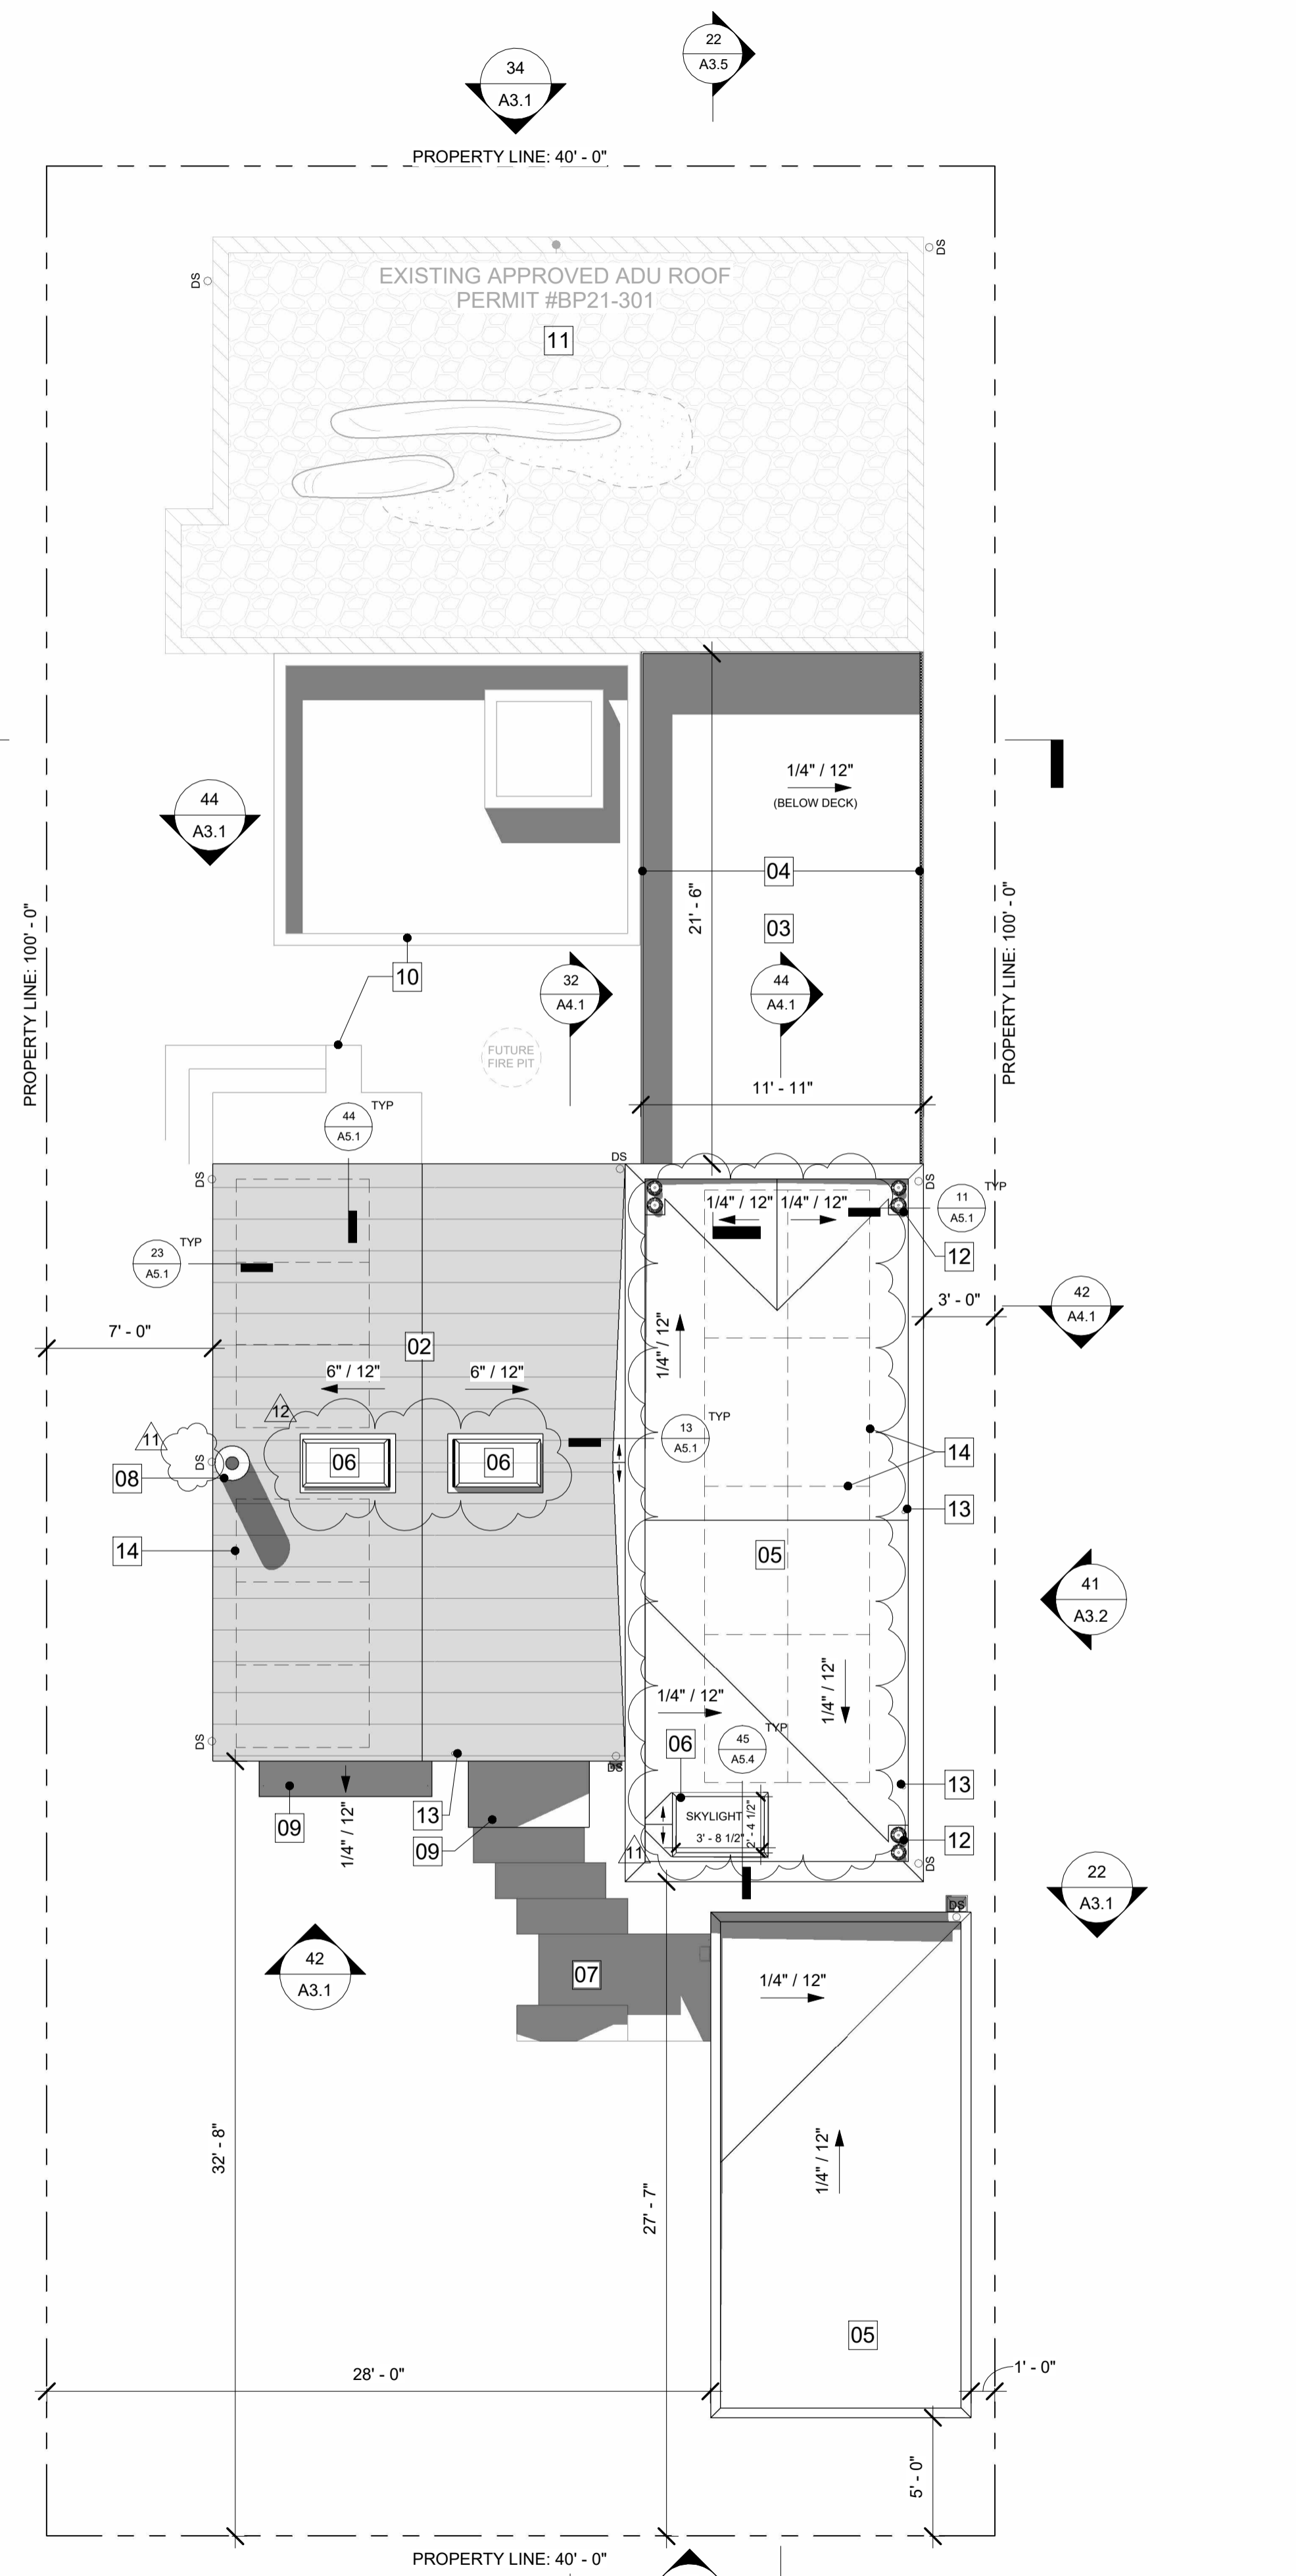 22
A3.5
34
A3.1
PROPERTY LINE: 40' - 0"
DS
DS
EXISTING APPROVED ADU ROOF
PERMIT #BP21-301
11
1/4" / 12"
(BELOW DECK)
44
A3.1
04
21' - 6"
03
PROPERTY LINE: 100' - 0"
PROPERTY LINE: 100' - 0"
10
32
A4.1
44
A4.1
FUTURE
FIRE PIT
11' - 11"
44
A5.1
TYP
DS
DS
DS
1/4" / 12"
1/4" / 12"
11
A5.1
TYP
23
A5.1
TYP
12
3' - 0"
42
A4.1
7' - 0"
02
1/4" / 12"
6" / 12"
6" / 12"
12
11
13
A5.1
TYP
DS
06
06
08
14
13
14
05
41
A3.2
1/4" / 12"
1/4" / 12"
06
45
A5.4
TYP
DS
DS
13
SKYLIGHT
3' - 8 1/2"
2' - 4 1/2"
09
1/4" / 12"
13
09
11
12
DS
22
A3.1
DS
42
A3.1
07
1/4" / 12"
32' - 8"
27' - 7"
1/4" / 12"
05
28' - 0"
1' - 0"
5' - 0"
PROPERTY LINE: 40' - 0"